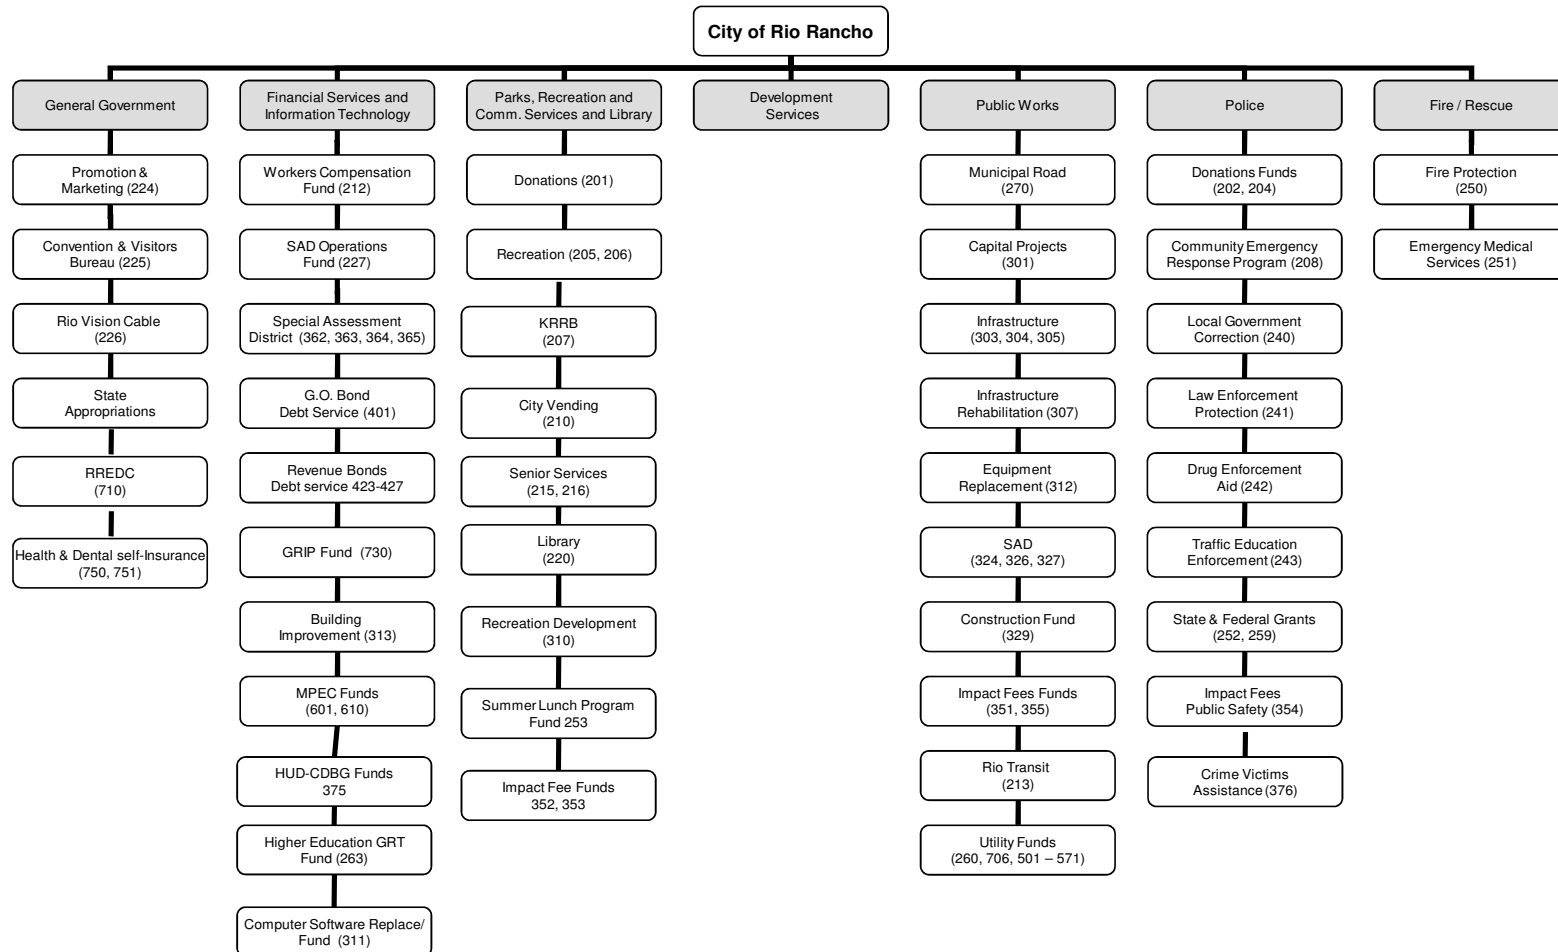 City of Rio Rancho
General Government
Promotion &
Marketing (224)
Convention & Visitors
Bureau (225)
Rio Vision Cable
(226)
State
Appropriations
RREDC
(710)
Health & Dental self-Insurance
(750, 751)
Financial Services and
Information Technology
Workers Compensation
Fund (212)
SAD Operations
Fund (227)
Special Assessment
District (362, 363, 364, 365)
G.O. Bond
Debt Service (401)
Revenue Bonds
Debt service 423-427
GRIP Fund (730)
Building
Improvement (313)
MPEC Funds
(601, 610)
HUD-CDBG Funds
375
Higher Education GRT
Fund (263)
Computer Software Replace/
Fund (311)
Parks, Recreation and
Comm. Services and Library
Donations (201)
Recreation (205, 206)
KRRB
(207)
City Vending
(210)
Senior Services
(215, 216)
Library
(220)
Recreation Development
(310)
Summer Lunch Program
Fund 253
Impact Fee Funds
352, 353
Development
Services
Public Works
Municipal Road
(270)
Capital Projects
(301)
Infrastructure
(303, 304, 305)
Infrastructure
Rehabilitation (307)
Equipment
Replacement (312)
SAD
(324, 326, 327)
Construction Fund
(329)
Impact Fees Funds
(351, 355)
Rio Transit
(213)
Utility Funds
(260, 706, 501 – 571)
Police
Donations Funds
(202, 204)
Community Emergency
Response Program (208)
Local Government
Correction (240)
Law Enforcement
Protection (241)
Drug Enforcement
Aid (242)
Traffic Education
Enforcement (243)
State & Federal Grants
(252, 259)
Impact Fees
Public Safety (354)
Crime Victims
Assistance (376)
Fire / Rescue
Fire Protection
(250)
Emergency Medical
Services (251)